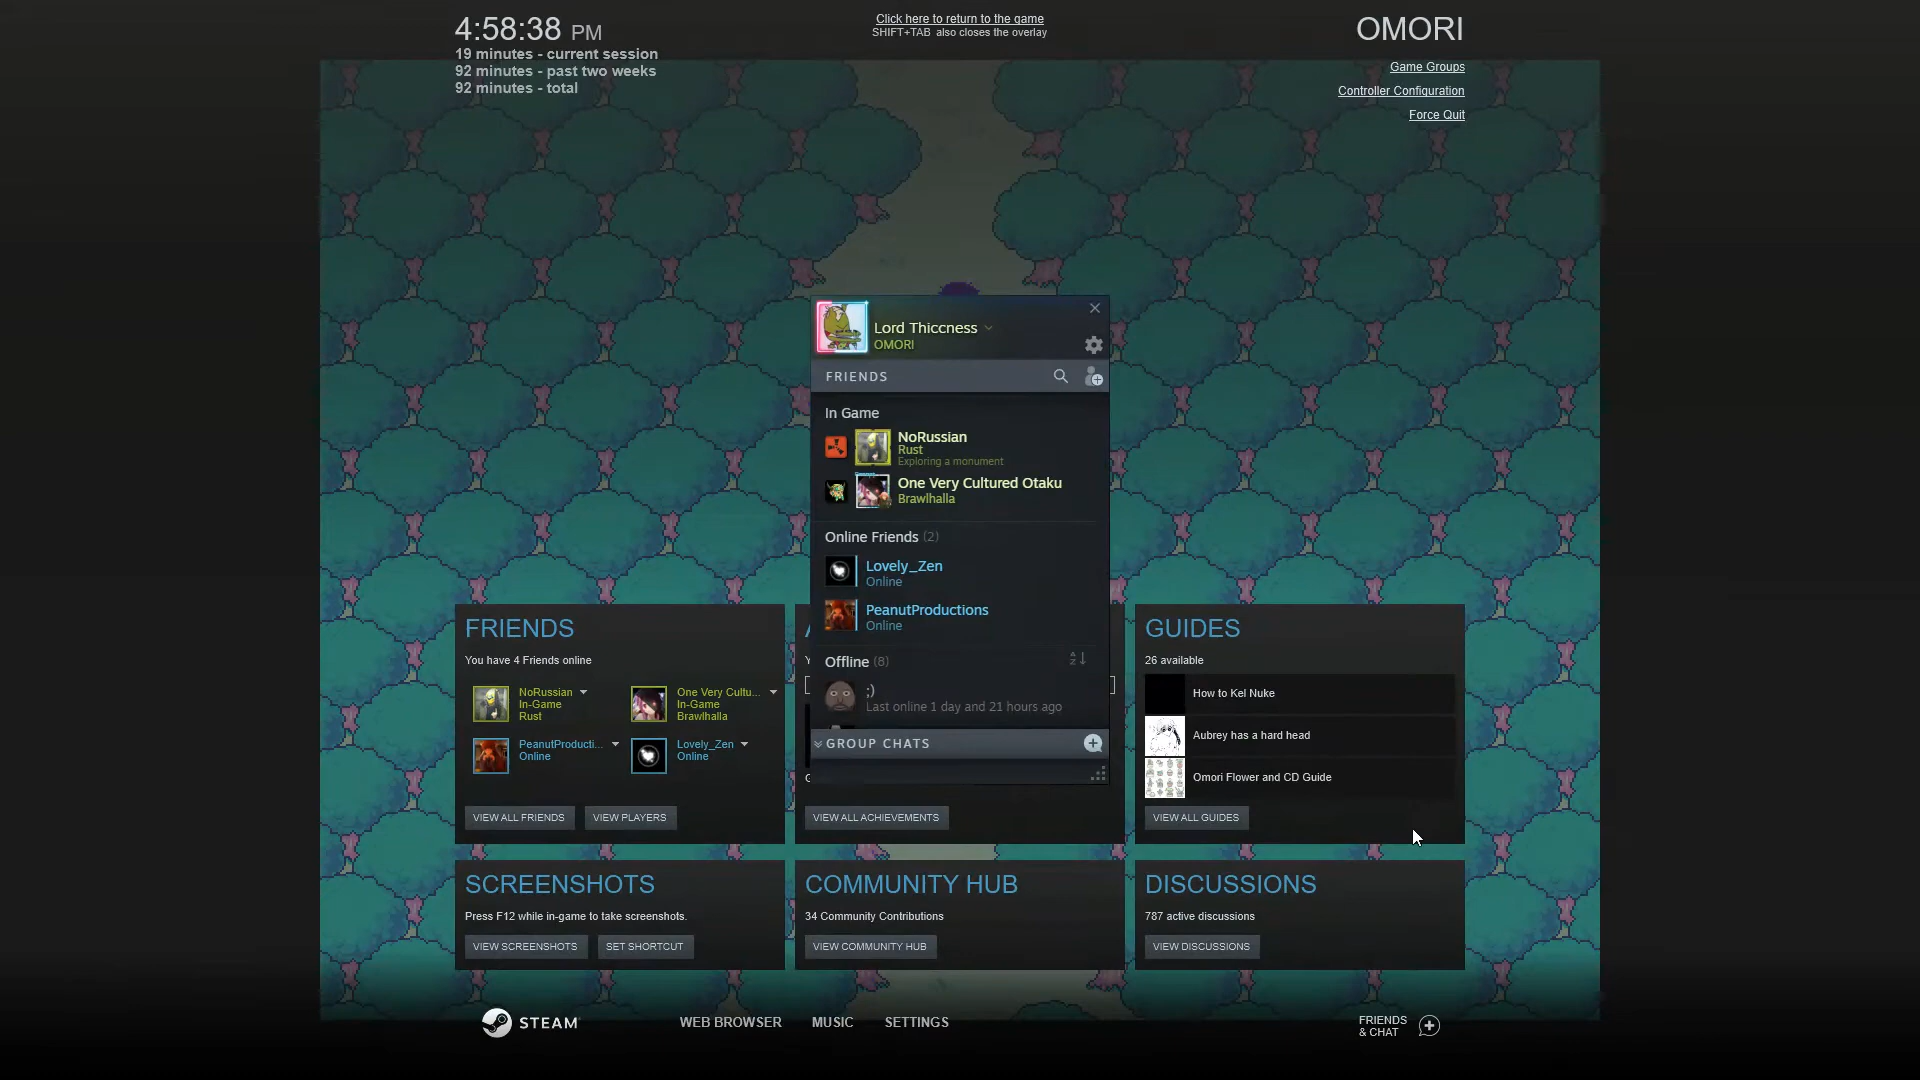 4:58:38 PM
19 minutes - current session
92 minutes - past two weeks
92 minutes - total
Click here to return to the game
SHIFT+TAB also closes the overlay
OMORI
Game Groups
Controller Configuration
Force Quit
Lord Thiccness
OMORI
FRIENDS
In Game
NoRussian
Rust
Exploring a monument
One Very Cultured Otaku
Brawlhalla
Online Friends (2)
Lovely_Zen
Online
PeanutProductions
Online
Offline (8)
;)
Last online 1 day and 21 hours ago
GROUP CHATS
FRIENDS
You have 4 Friends online
NoRussian
In-Game
Rust
One Very Cultu...
In-Game
Brawlhalla
PeanutProducti...
Online
Lovely_Zen
Online
VIEW ALL FRIENDS
VIEW PLAYERS
VIEW ALL ACHIEVEMENTS
GUIDES
26 available
How to Kel Nuke
Aubrey has a hard head
Omori Flower and CD Guide
VIEW ALL GUIDES
SCREENSHOTS
Press F12 while in-game to take screenshots.
VIEW SCREENSHOTS
SET SHORTCUT
COMMUNITY HUB
34 Community Contributions
VIEW COMMUNITY HUB
DISCUSSIONS
787 active discussions
VIEW DISCUSSIONS
STEAM
WEB BROWSER
MUSIC
SETTINGS
FRIENDS
& CHAT